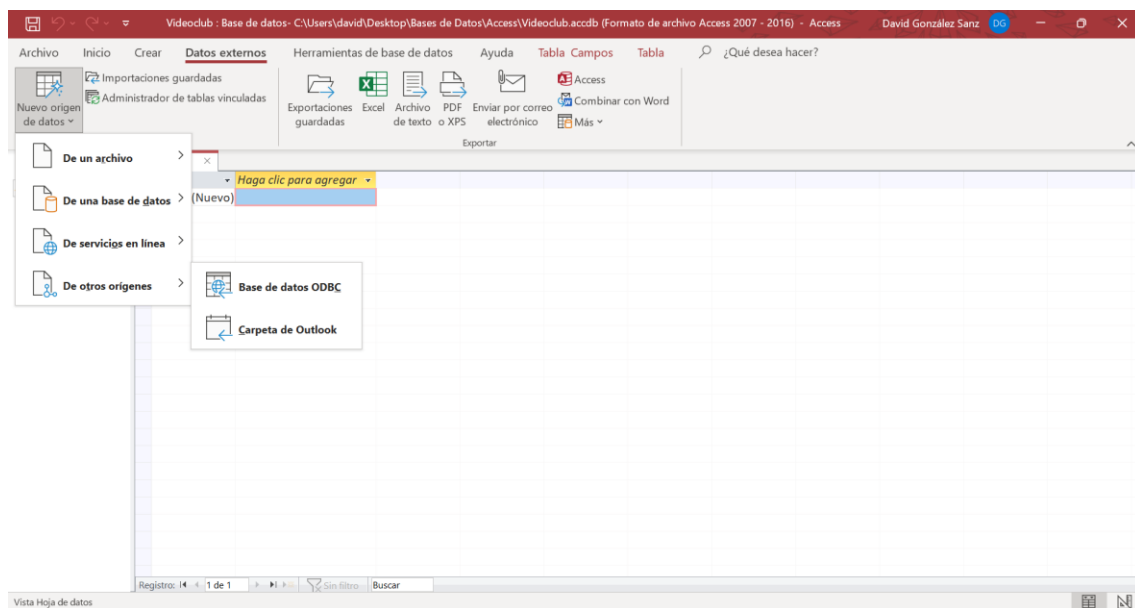 Videoclub : Base de datos- C:\Users\david\Desktop\Bases de Datos\Access\Videoclub.accdb (Formato de archivo Access 2007 - 2016) - Access
David González Sanz
DG
Archivo Inicio Crear Datos externos Herramientas de base de datos Ayuda Tabla Campos Tabla ¿Qué desea hacer?
Nuevo origen
de datos
Importaciones guardadas
Administrador de tablas vinculadas
Exportaciones
guardadas
Excel
Archivo
de texto
PDF
o XPS
Enviar por correo
electrónico
Access
Combinar con Word
Más
Exportar
De un archivo
De una base de datos
De servicios en línea
De otros orígenes
Base de datos ODBC
Carpeta de Outlook
Haga clic para agregar
(Nuevo)
Registro: 1 de 1 Sin filtro Buscar
Vista Hoja de datos